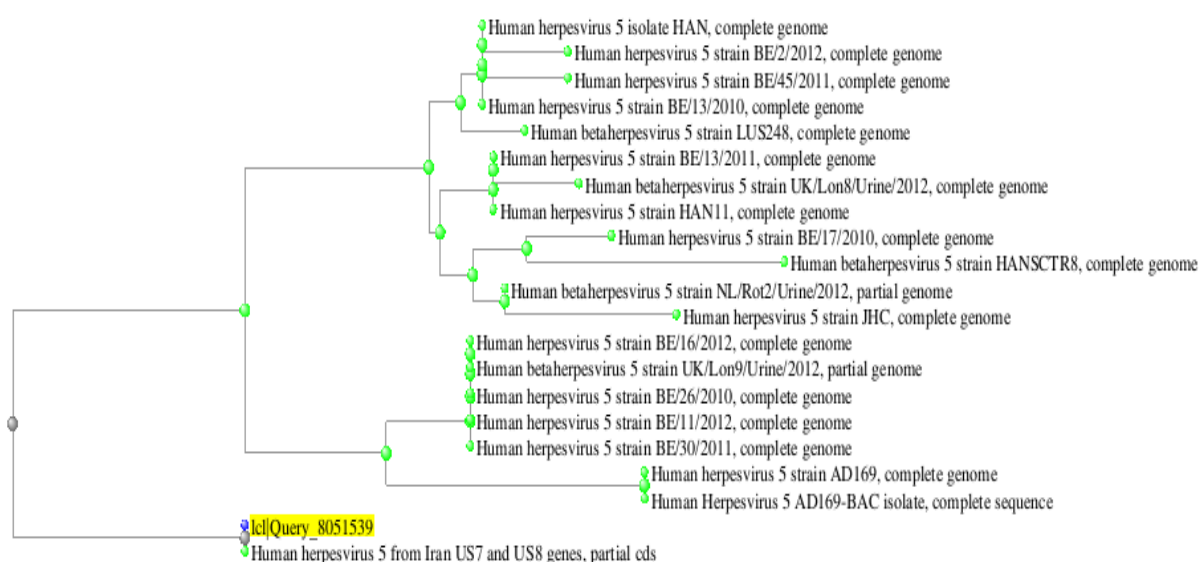 Human herpesvirus 5 isolate HAN, complete genome
Human herpesvirus 5 strain BE/2/2012, complete genome
Human herpesvirus 5 strain BE/45/2011, complete genome
Human herpesvirus 5 strain BE/13/2010, complete genome
Human betaherpesvirus 5 strain LUS248, complete genome
Human herpesvirus 5 strain BE/13/2011, complete genome
Human betaherpesvirus 5 strain UK/Lon8/Urine/2012, complete genome
Human herpesvirus 5 strain HAN11, complete genome
Human herpesvirus 5 strain BE/17/2010, complete genome
Human betaherpesvirus 5 strain HANSCTR8, complete genome
Human betaherpesvirus 5 strain NL/Rot2/Urine/2012, partial genome
Human herpesvirus 5 strain JHC, complete genome
Human herpesvirus 5 strain BE/16/2012, complete genome
Human betaherpesvirus 5 strain UK/Lon9/Urine/2012, partial genome
Human herpesvirus 5 strain BE/26/2010, complete genome
Human herpesvirus 5 strain BE/11/2012, complete genome
Human herpesvirus 5 strain BE/30/2011, complete genome
Human herpesvirus 5 strain AD169, complete genome
Human Herpesvirus 5 AD169-BAC isolate, complete sequence
lcl|Query_8051539
Human herpesvirus 5 from Iran US7 and US8 genes, partial cds